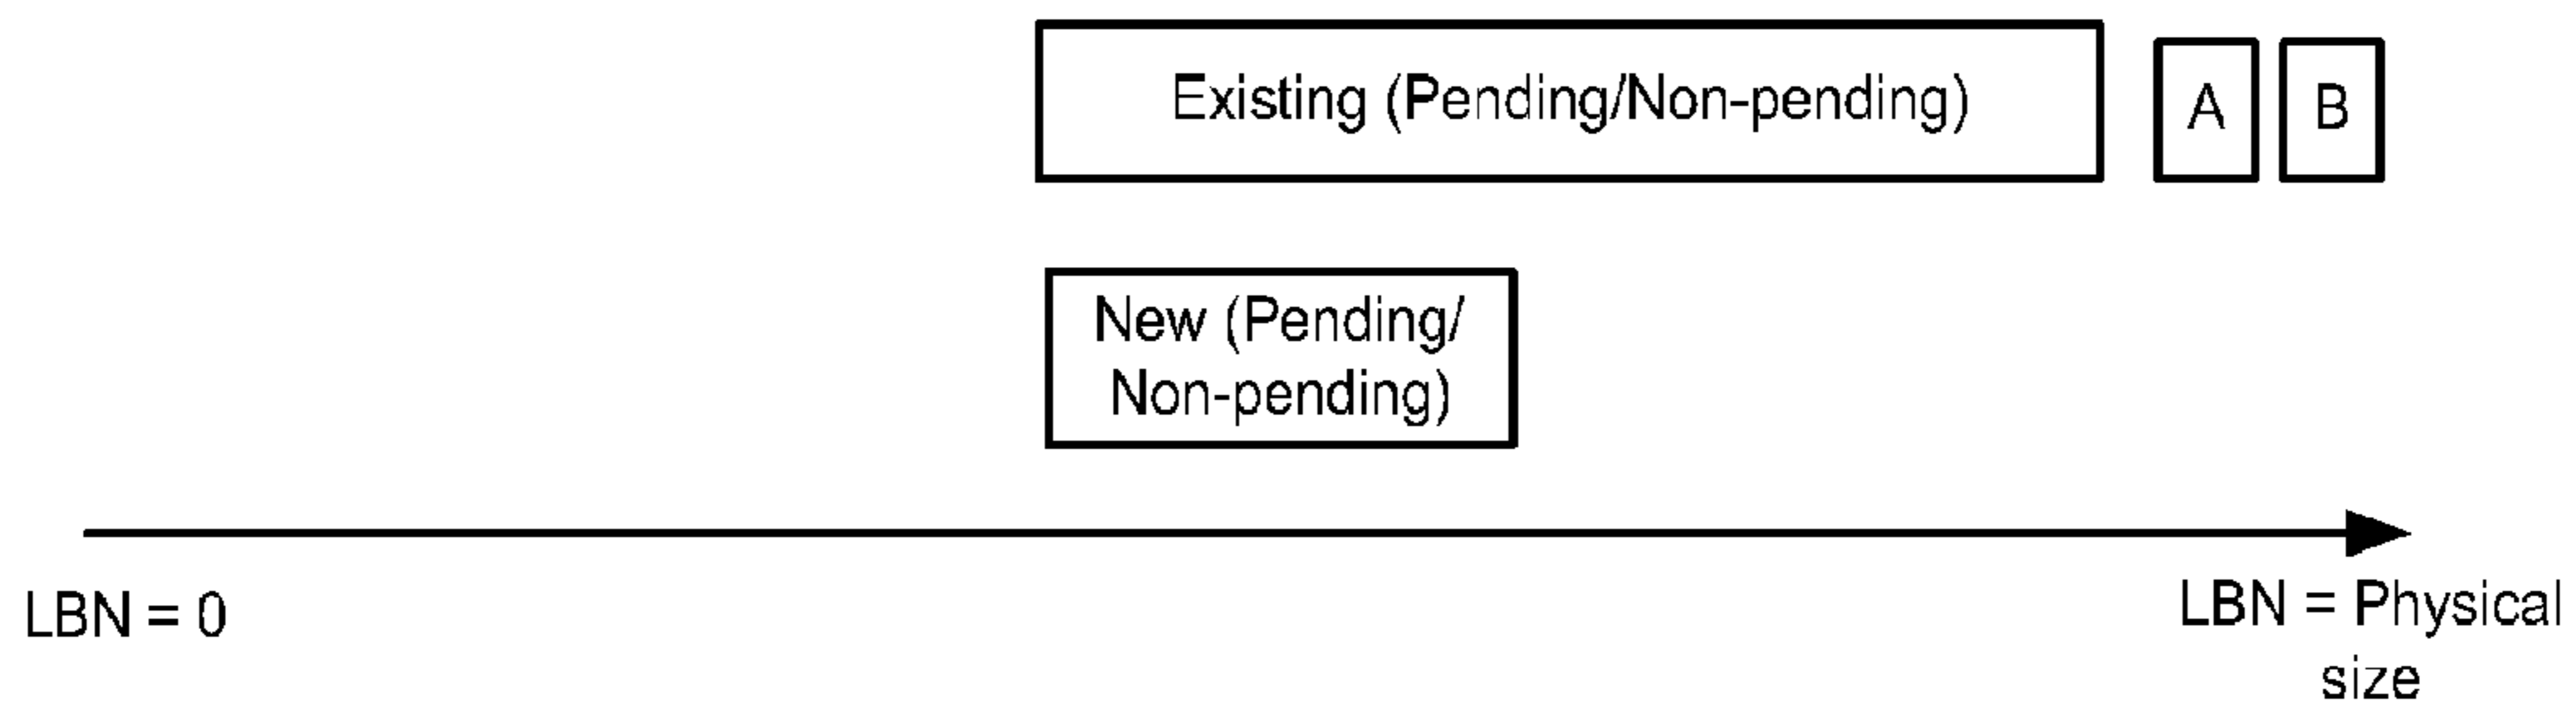 Existing (Pending/Non-pending)
A
B
New (Pending/
Non-pending)
LBN = 0
LBN = Physical
size